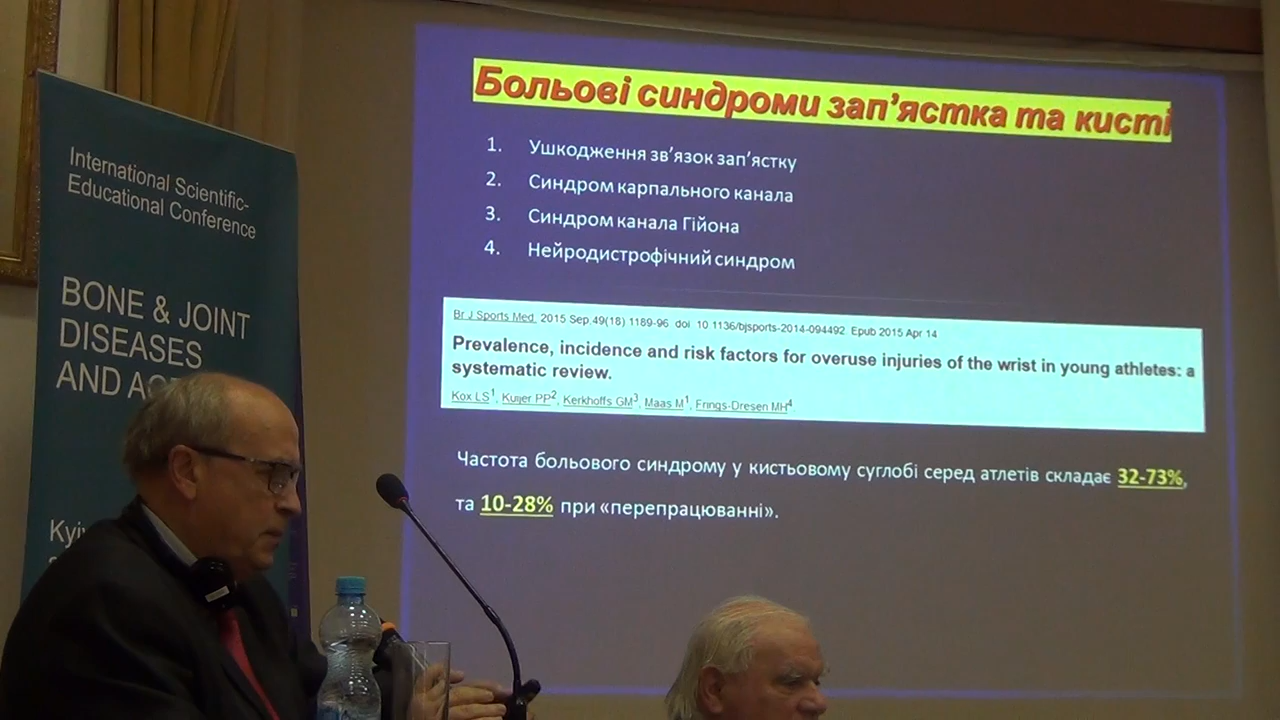 International Scientific-
Educational Conference
BONE & JOINT
DISEASES
AND
Больові синдроми зап’ястка та кисті
1. Ушкодження зв’язок зап’ястку
2. Синдром карпального канала
3. Синдром канала Гійона
4. Нейродистрофічний синдром
Br J Sports Med. 2015 Sep;49(18) 1189-96 doi 10.1136/bjsports-2014-094492. Epub 2015 Apr 14
Prevalence, incidence and risk factors for overuse injuries of the wrist in young athletes: a
systematic review.
Kox LS1, Kuijer PP2, Kerkhoffs GM3, Maas M1, Frings-Dresen MH4
Частота больового синдрому у кистьовому суглобі серед атлетів складає 32-73%,
та 10-28% при «перепрацюванні».